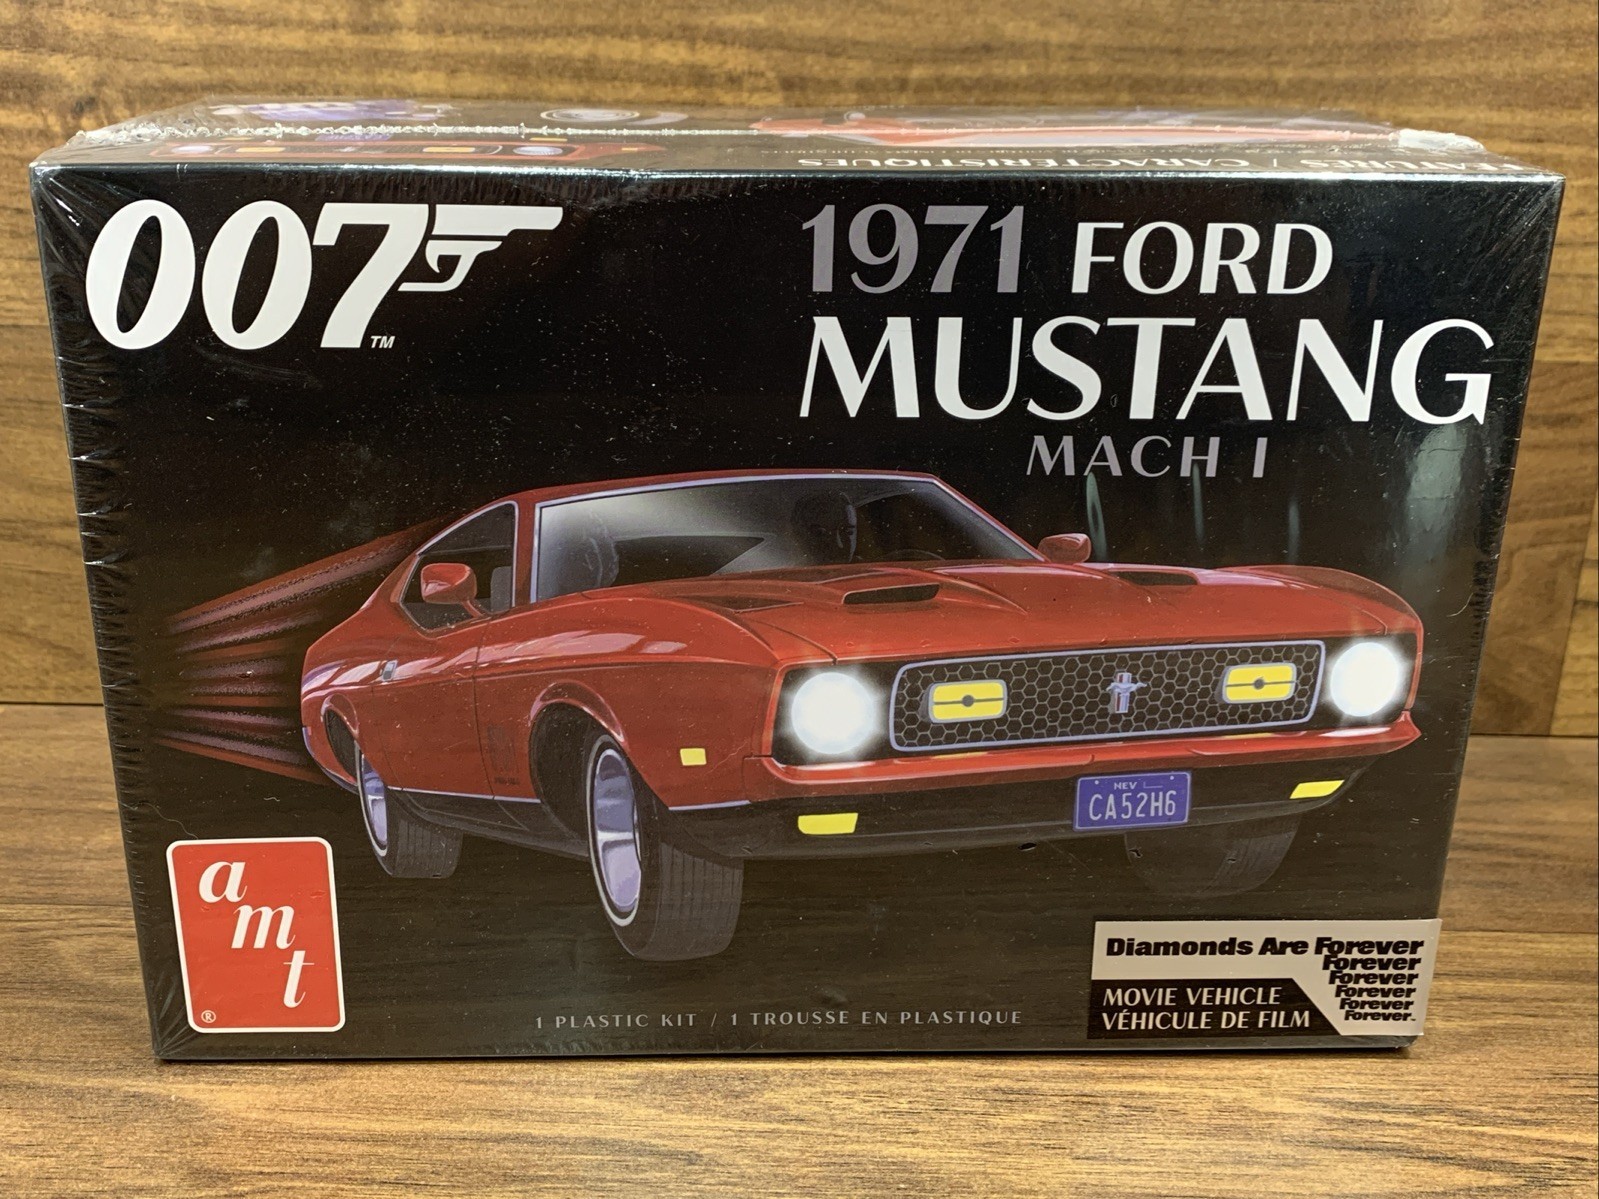 FEATURES / CARACTÉRISTIQUES
007
TM
1971 FORD
MUSTANG
MACH I
NEV
CA52H6
a
m
t
®
1 PLASTIC KIT / 1 TROUSSE EN PLASTIQUE
Diamonds Are Forever
Forever
Forever
Forever
Forever
Forever
MOVIE VEHICLE
VÉHICULE DE FILM